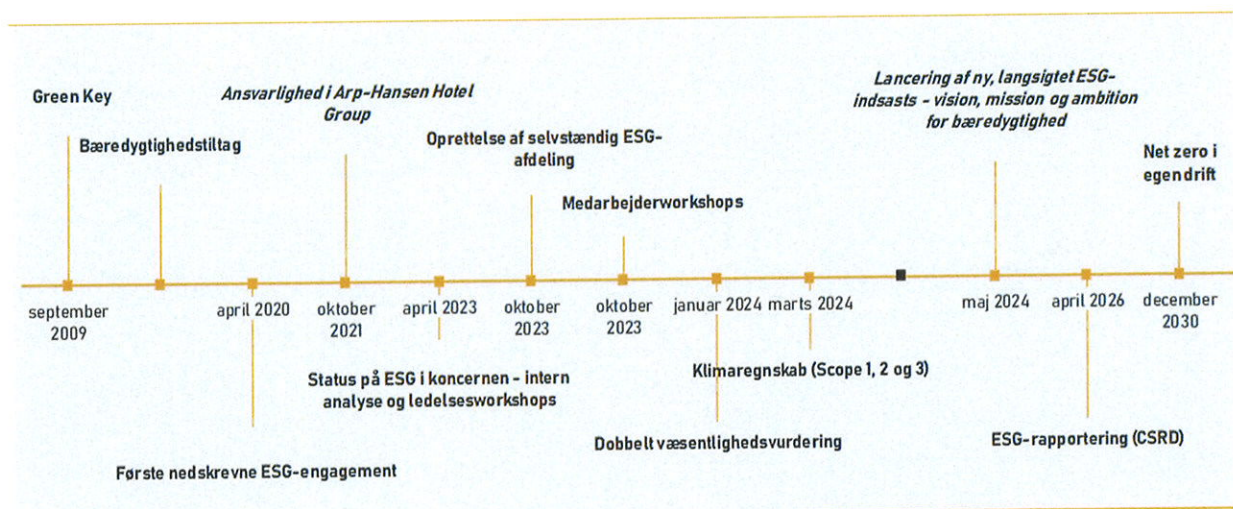 Green Key
Bæredygtighedstiltag
Ansvarlighed i Arp-Hansen Hotel
Group
Oprettelse af selvstændig ESG-
afdeling
Medarbejderworkshops
Lancering af ny, langsigtet ESG-
indsasts - vision, mission og ambition
for bæredygtighed
Net zero i
egen drift
september
2009
april 2020
oktober
2021
april 2023
oktober
2023
oktober
2023
januar 2024
marts 2024
maj 2024
april 2026
december
2030
Første nedskrevne ESG-engagement
Status på ESG i koncernen - intern
analyse og ledelsesworkshops
Dobbelt væsentlighedsvurdering
Klimaregnskab (Scope 1, 2 og 3)
ESG-rapportering (CSRD)